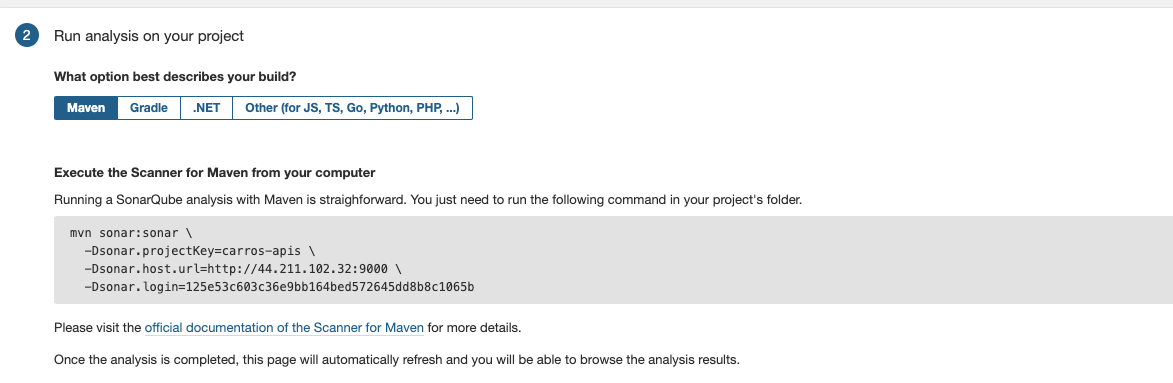 2 Run analysis on your project
What option best describes your build?
Maven Gradle .NET Other (for JS, TS, Go, Python, PHP, ...)
Execute the Scanner for Maven from your computer
Running a SonarQube analysis with Maven is straighforward. You just need to run the following command in your project's folder.
mvn sonar:sonar \
-Dsonar.projectKey=carros-apis \
-Dsonar.host.url=http://44.211.102.32:9000 \
-Dsonar.login=125e53c603c36e9bb164bed572645dd8b8c1065b
Please visit the official documentation of the Scanner for Maven for more details.
Once the analysis is completed, this page will automatically refresh and you will be able to browse the analysis results.